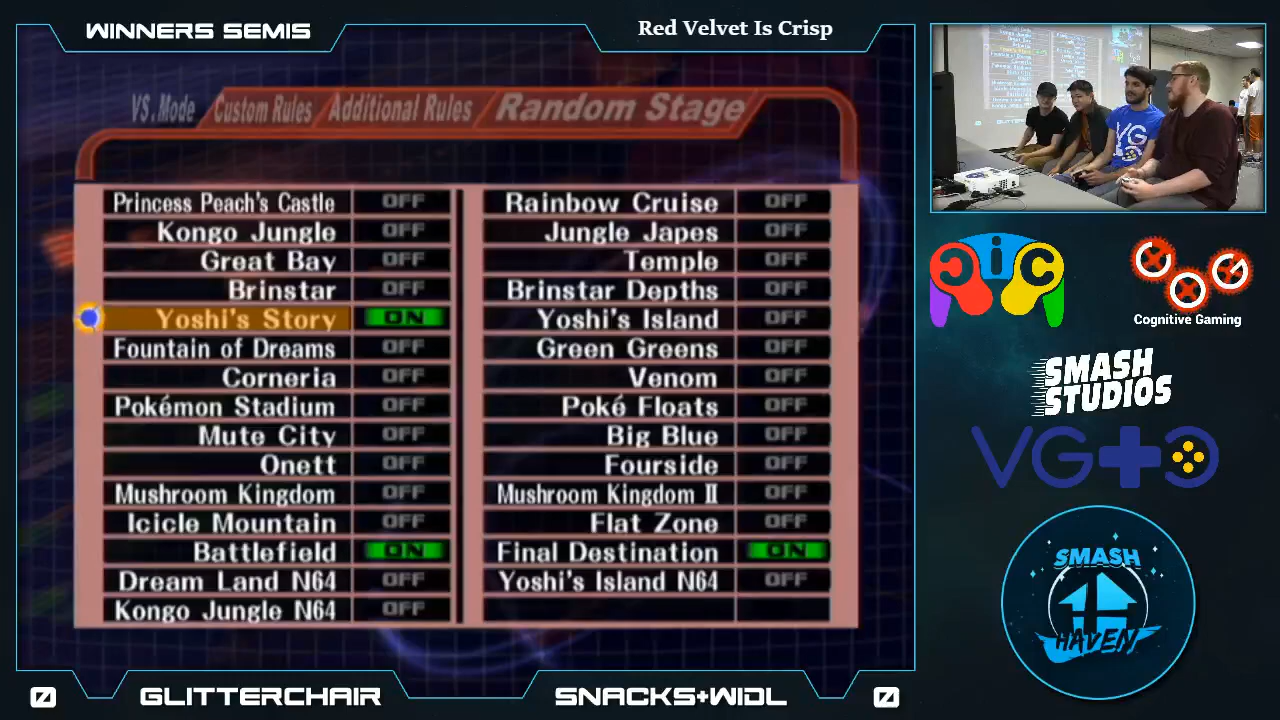 WINNERS SEMIS
Red Velvet Is Crisp
VS. Mode Custom Rules Additional Rules Random Stage
Princess Peach's Castle OFF Rainbow Cruise OFF
Kongo Jungle OFF Jungle Japes OFF
Great Bay OFF Temple OFF
Brinstar OFF Brinstar Depths OFF
Yoshi's Story ON Yoshi's Island OFF
Fountain of Dreams OFF Green Greens OFF
Corneria OFF Venom OFF
Pokémon Stadium OFF Poké Floats OFF
Mute City OFF Big Blue OFF
Onett OFF Fourside OFF
Mushroom Kingdom OFF Mushroom Kingdom II OFF
Icicle Mountain OFF Flat Zone OFF
Battlefield ON Final Destination ON
Dream Land N64 OFF Yoshi's Island N64 OFF
Kongo Jungle N64 OFF
0 GLITTERCHAIR SNACKS+WIDL 0
VG
CiC
Cognitive Gaming
SMASH
STUDIOS
VG+
SMASH
HAVEN